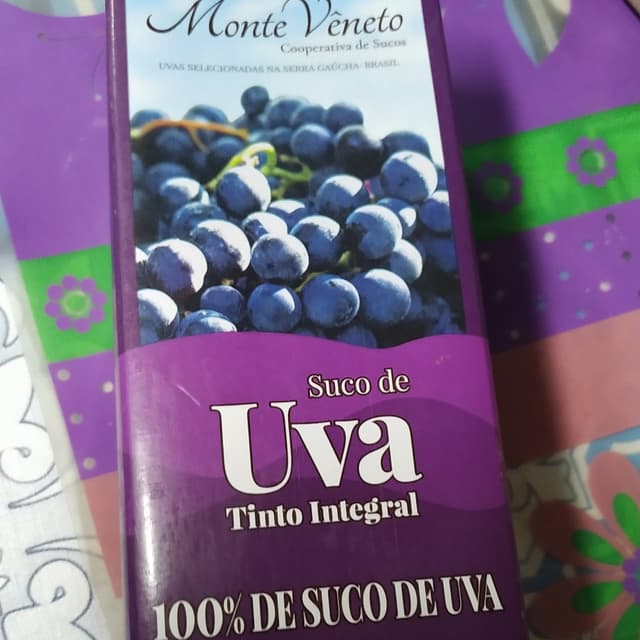 Monte Vêneto
Cooperativa de Sucos
UVAS SELECIONADAS NA SERRA GAÚCHA/BRASIL
Suco de
Uva
Tinto Integral
100% DE SUCO DE UVA